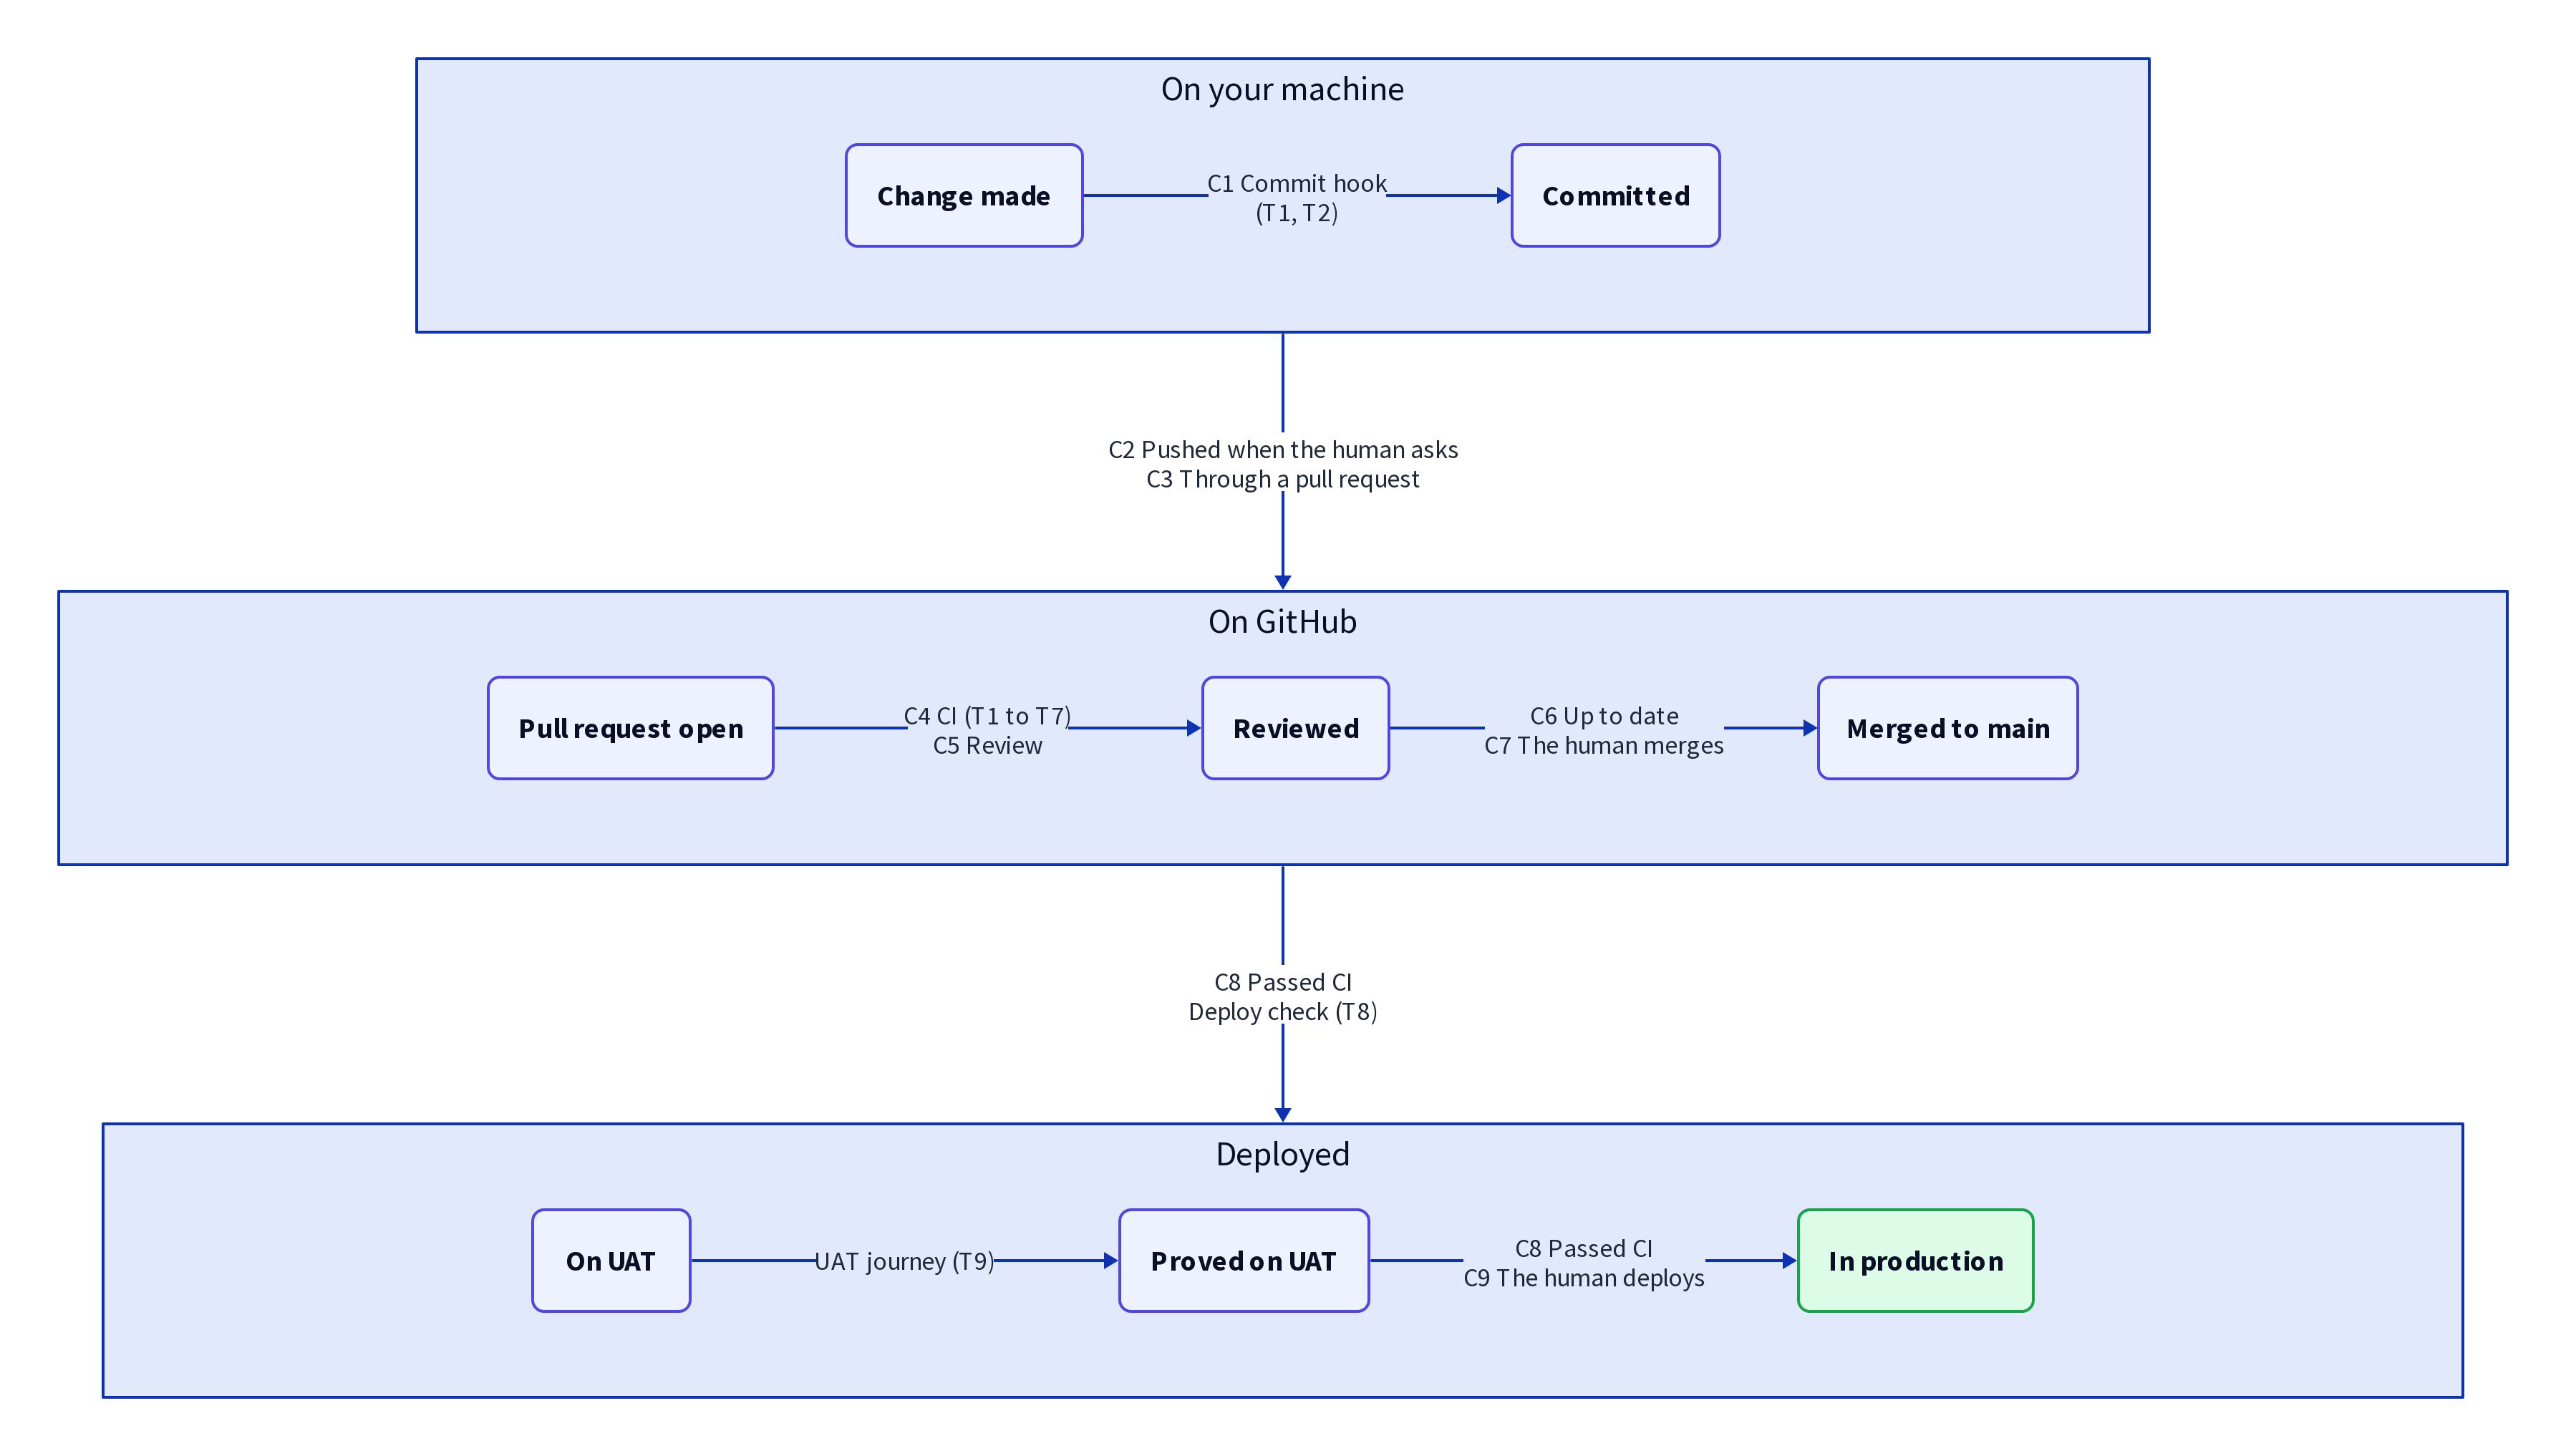 On your machine
Change made
C1 Commit hook
(T1, T2)
Committed
C2 Pushed when the human asks
C3 Through a pull request
On GitHub
Pull request open
C4 CI (T1 to T7)
C5 Review
Reviewed
C6 Up to date
C7 The human merges
Merged to main
C8 Passed CI
Deploy check (T8)
Deployed
On UAT
UAT journey (T9)
Proved on UAT
C8 Passed CI
C9 The human deploys
In production